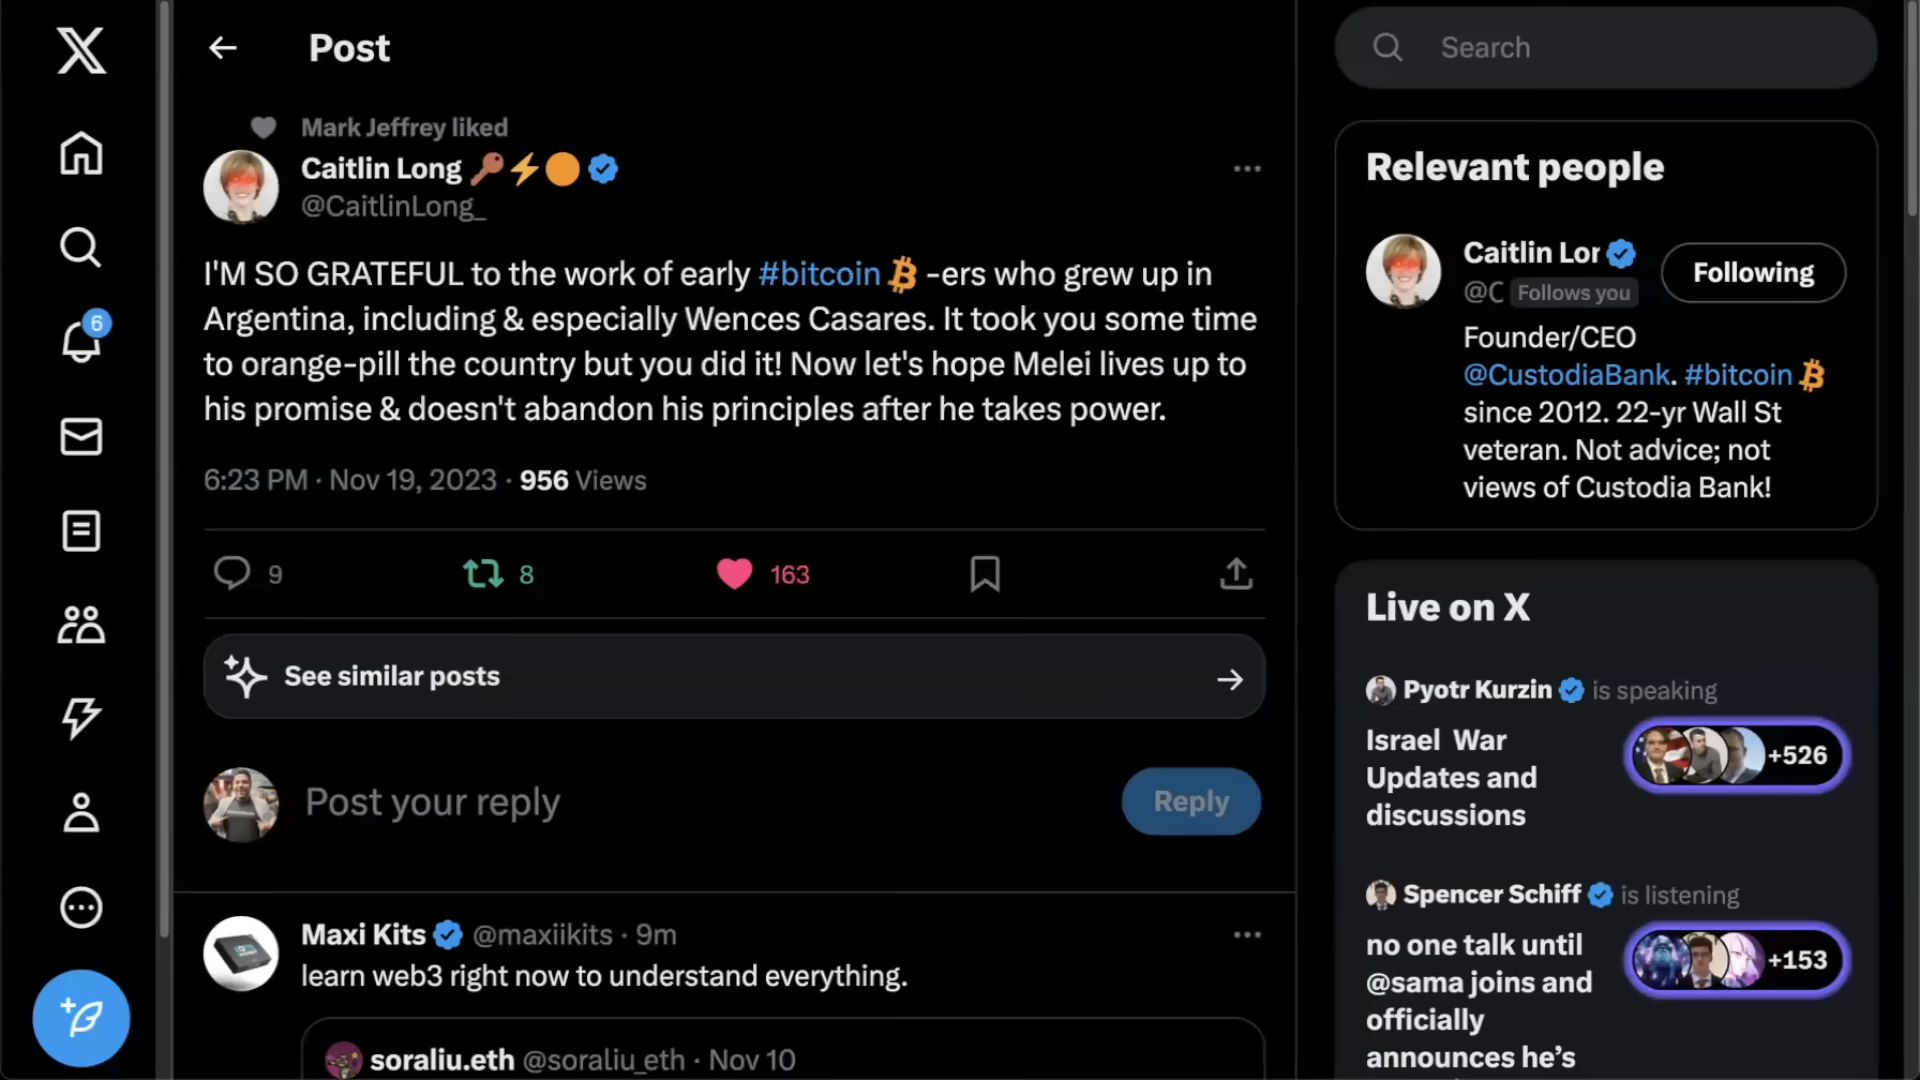 Post
Search
Mark Jeffrey liked
Caitlin Long
@CaitlinLong_
I'M SO GRATEFUL to the work of early #bitcoin -ers who grew up in
Argentina, including & especially Wences Casares. It took you some time
to orange-pill the country but you did it! Now let's hope Melei lives up to
his promise & doesn't abandon his principles after he takes power.
6:23 PM · Nov 19, 2023 · 956 Views
9
8
163
See similar posts
Post your reply
Reply
Maxi Kits @maxiikits · 9m
learn web3 right now to understand everything.
soraliu.eth @soraliu_eth · Nov 10
6
Relevant people
Caitlin Lor
Following
@C Follows you
Founder/CEO
@CustodiaBank. #bitcoin
since 2012. 22-yr Wall St
veteran. Not advice; not
views of Custodia Bank!
Live on X
Pyotr Kurzin is speaking
Israel War
Updates and
discussions
+526
Spencer Schiff is listening
no one talk until
@sama joins and
officially
announces he's
+153